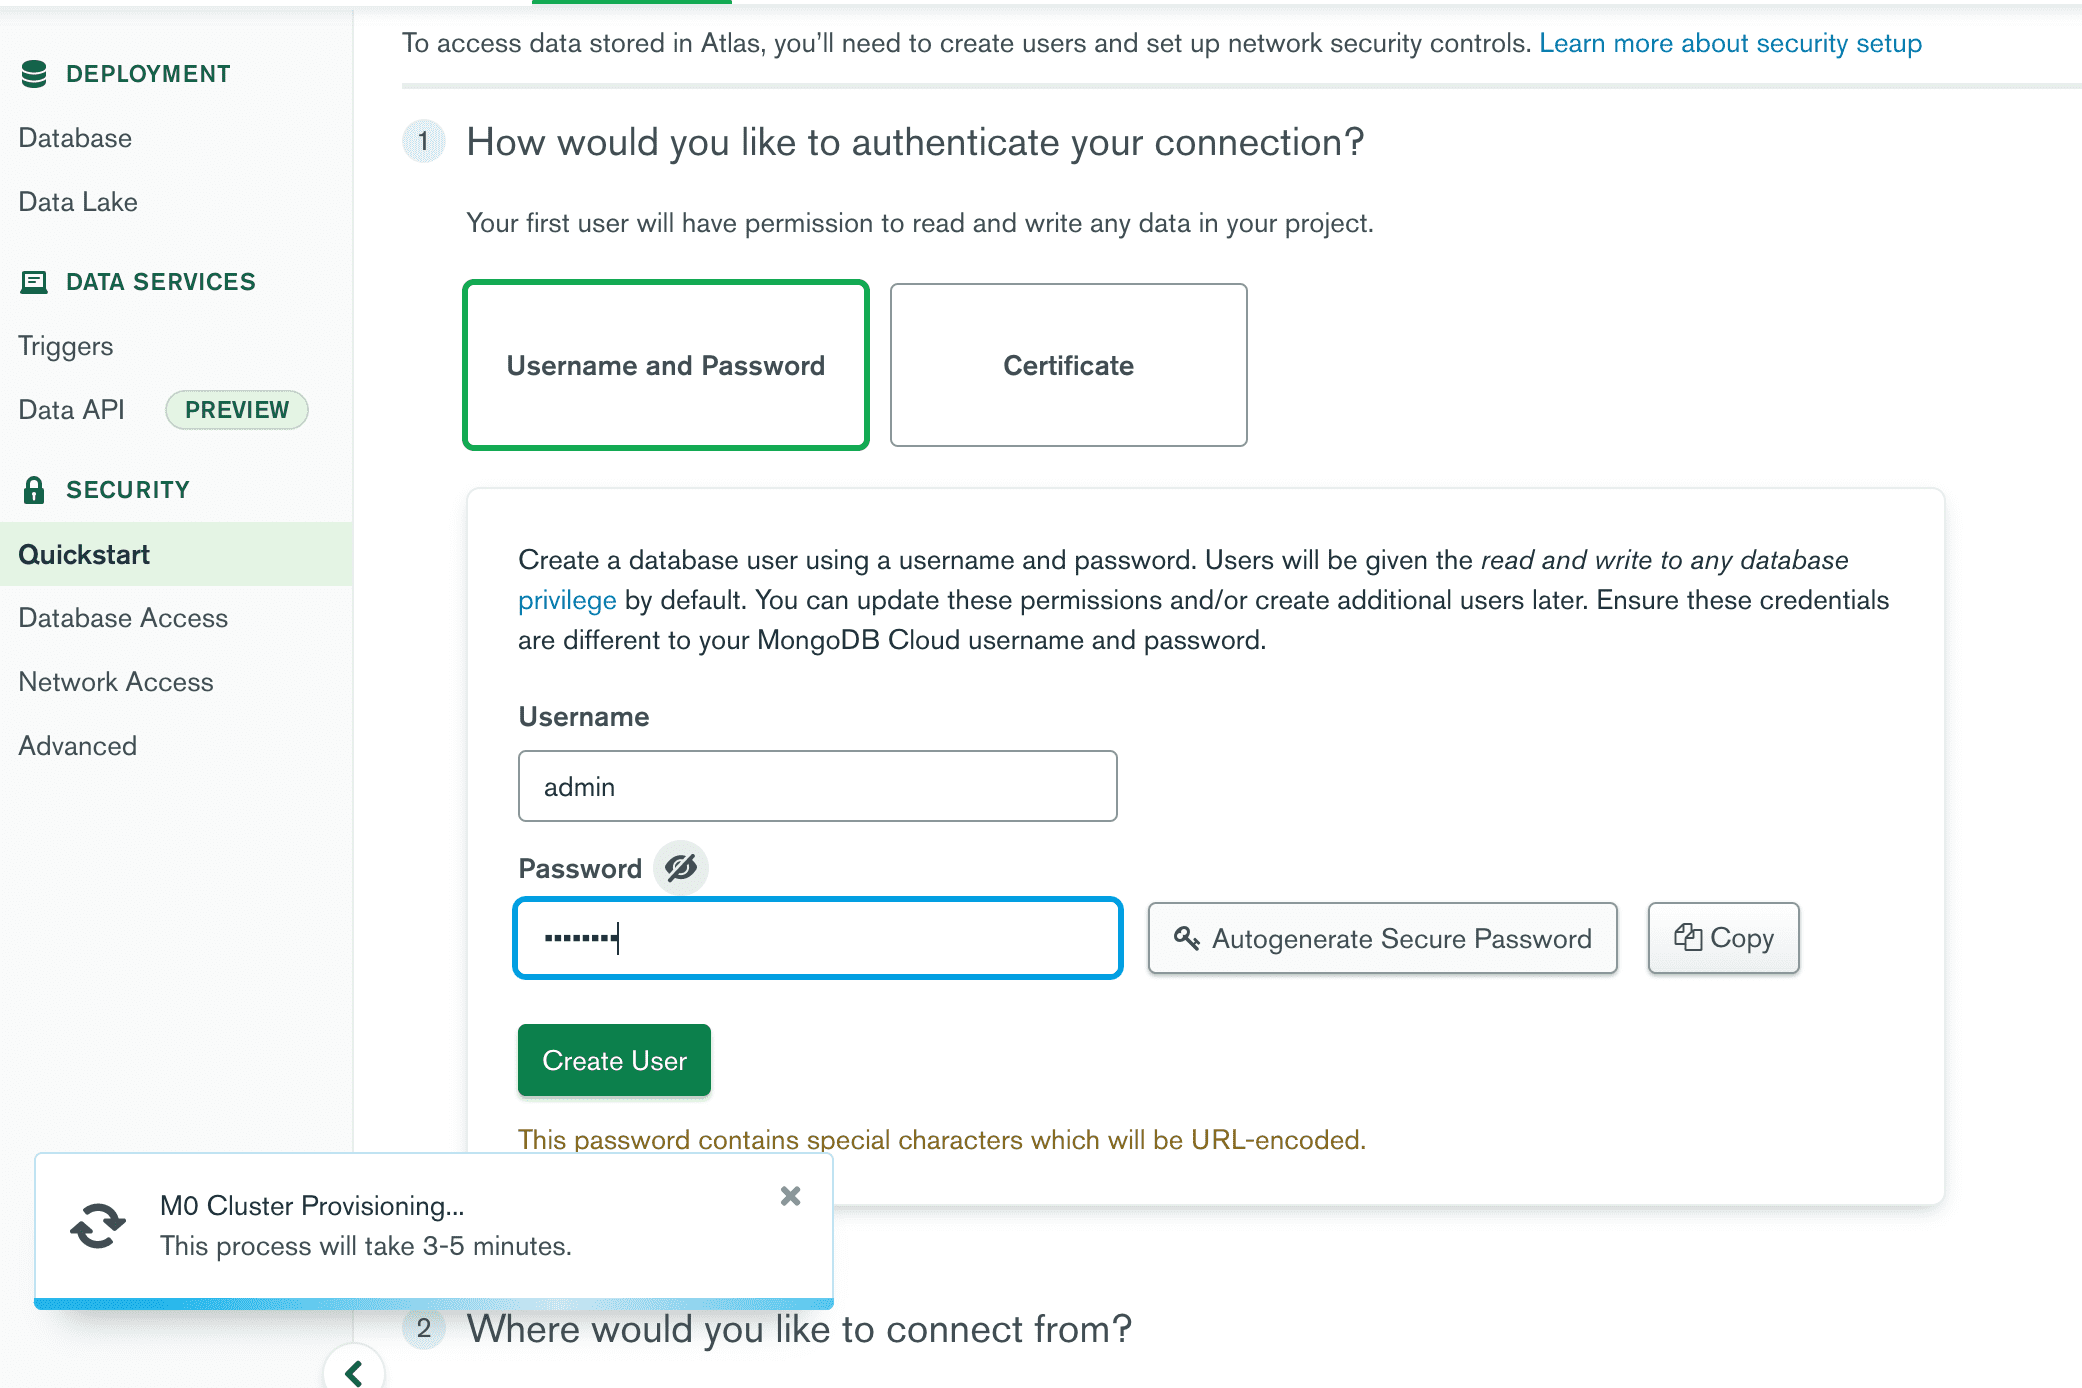 DEPLOYMENT
Database
Data Lake
DATA SERVICES
Triggers
Data API PREVIEW
SECURITY
Quickstart
Database Access
Network Access
Advanced
To access data stored in Atlas, you’ll need to create users and set up network security controls. Learn more about security setup
1 How would you like to authenticate your connection?
Your first user will have permission to read and write any data in your project.
Username and Password
Certificate
Create a database user using a username and password. Users will be given the read and write to any database
privilege by default. You can update these permissions and/or create additional users later. Ensure these credentials
are different to your MongoDB Cloud username and password.
Username
admin
Password
Autogenerate Secure Password
Copy
Create User
This password contains special characters which will be URL-encoded.
M0 Cluster Provisioning...
This process will take 3-5 minutes.
2 Where would you like to connect from?